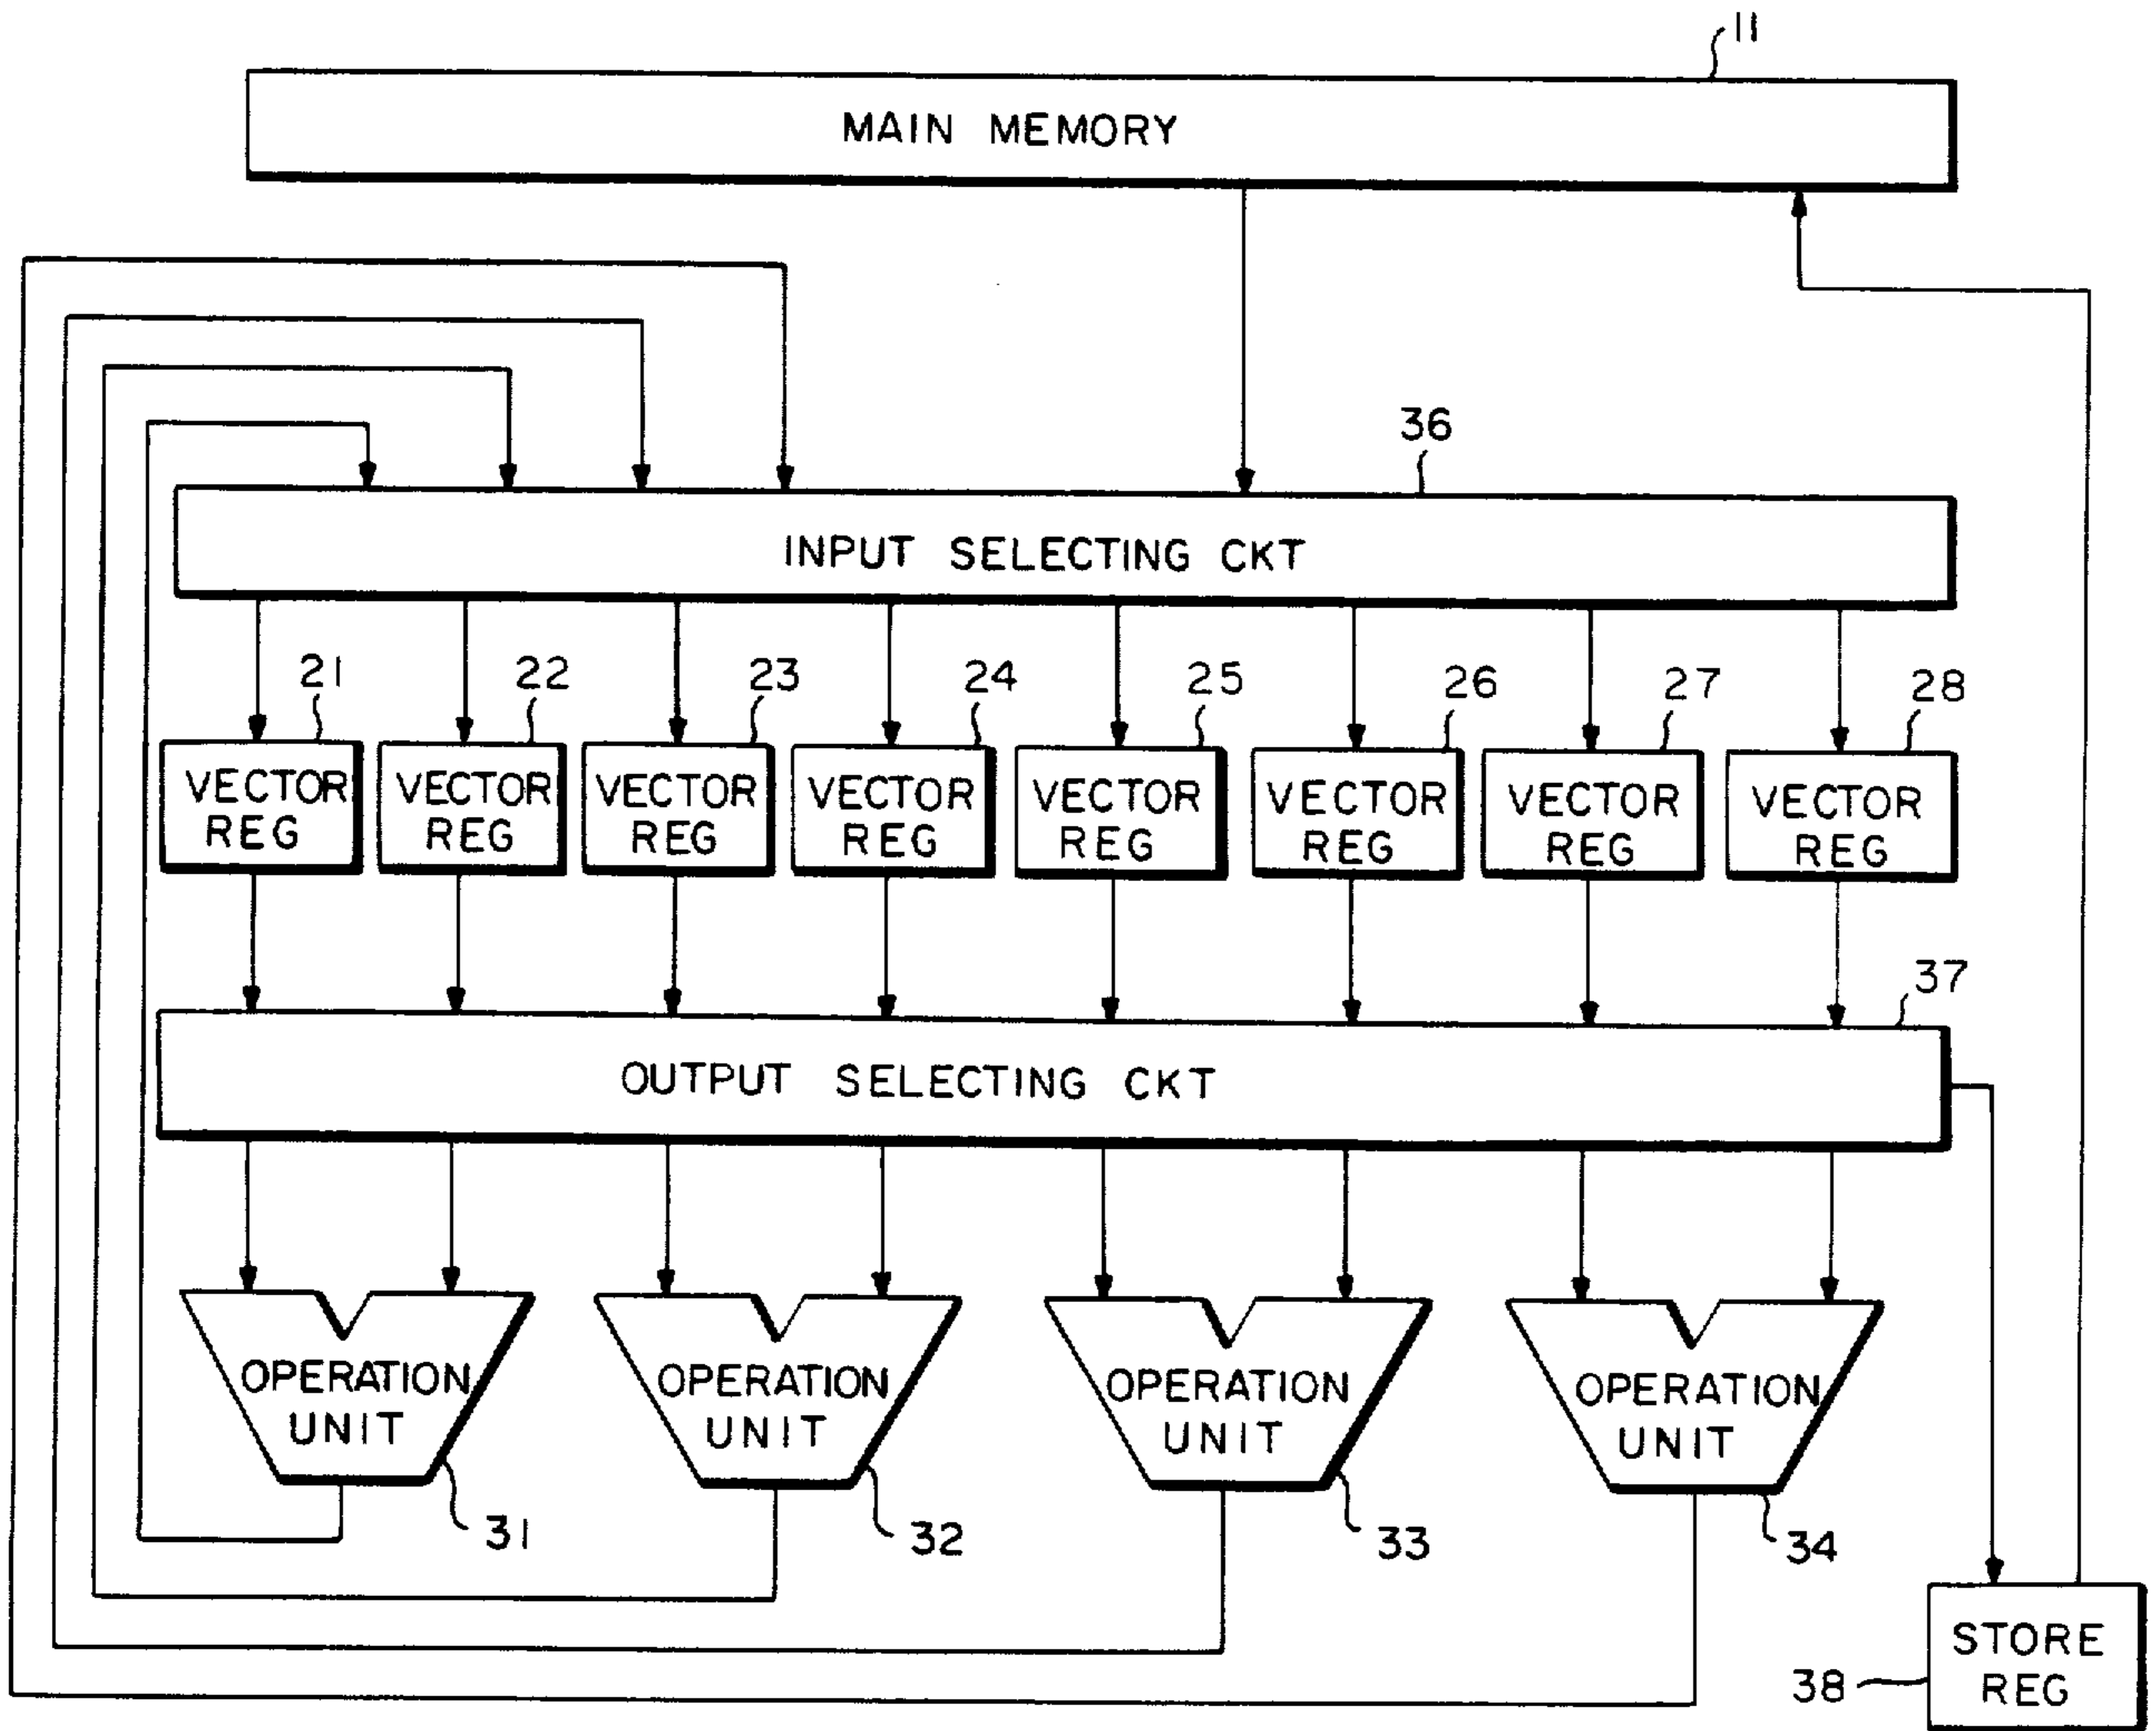 11
MAIN MEMORY
36
INPUT SELECTING CKT
21 22 23 24 25 26 27 28
VECTOR REG
VECTOR REG
VECTOR REG
VECTOR REG
VECTOR REG
VECTOR REG
VECTOR REG
VECTOR REG
37
OUTPUT SELECTING CKT
OPERATION
UNIT
OPERATION
UNIT
OPERATION
UNIT
OPERATION
UNIT
31 32 33 34
STORE
REG
38